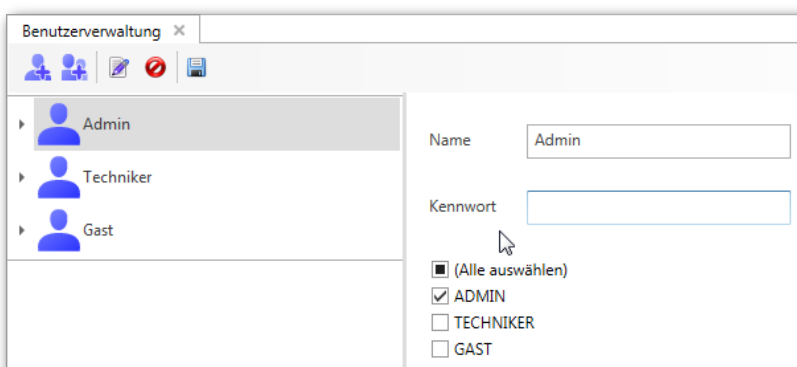 Benutzerverwaltung
Admin
Techniker
Gast
Name
Admin
Kennwort
(Alle auswählen)
ADMIN
TECHNIKER
GAST